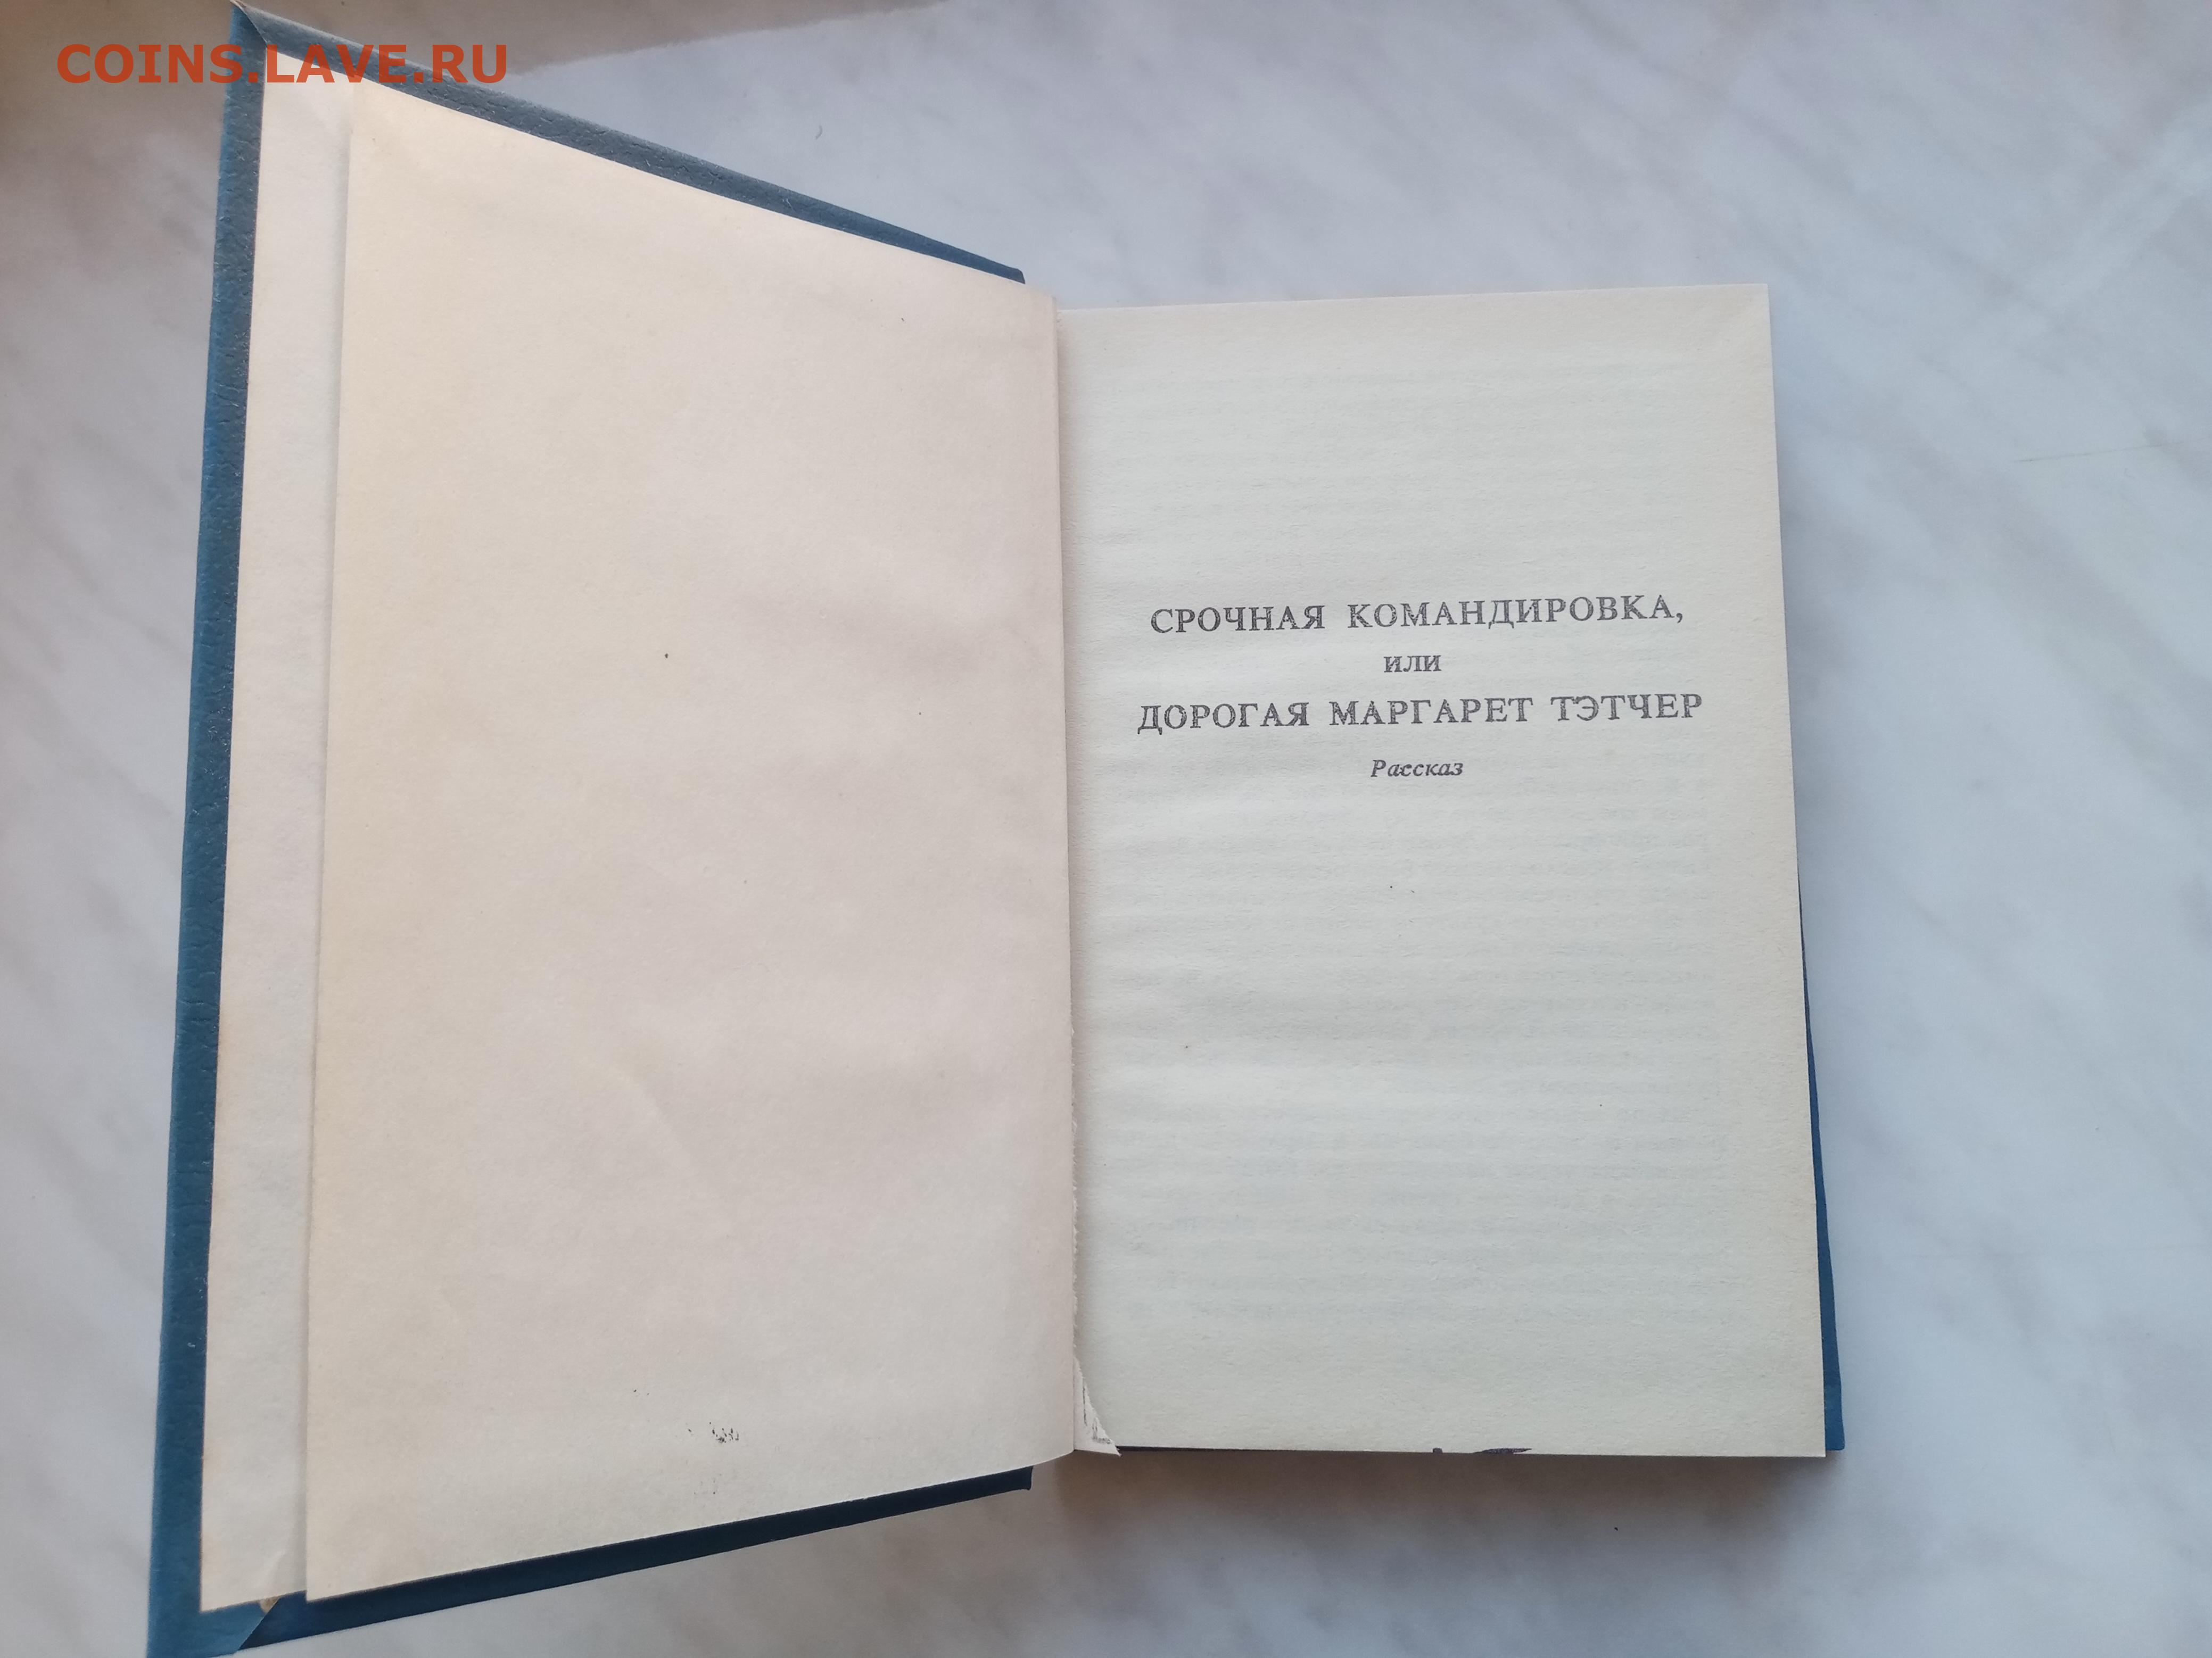 COINS.LAVE.RU
СРОЧНАЯ КОМАНДИРОВКА,
ИЛИ
ДОРОГАЯ МАРГАРЕТ ТЭТЧЕР
Рассказ